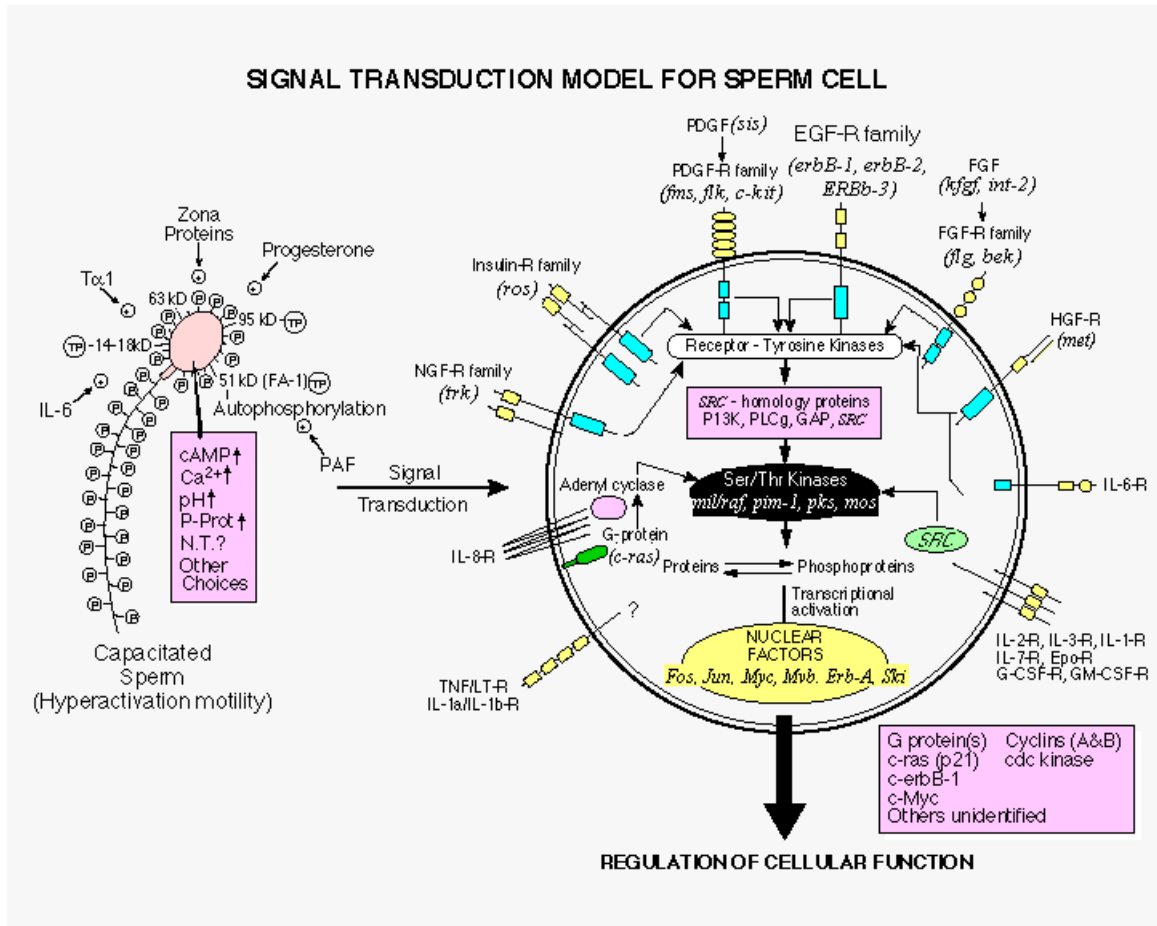 SIGNAL TRANSDUCTION MODEL FOR SPERM CELL
PDGF (sis)
PDGF-R family
(fms, flk, c-kit)
EGF-R family
(erbB-1, erbB-2,
ERBb-3)
FGF
(kfgf, int-2)
FGF-R family
(flg, bek)
HGF-R
(met)
Insulin-R family
(ros)
NGF-R family
(trk)
Zona
Proteins
Progesterone
Tα1
63 kD
95 kD
TP
TP
-14-18kD
51 kD (FA-1)
TP
Autophosphorylation
IL-6
PAF
P
cAMP↑
Ca2+↑
pH↑
P-Prot↑
N.T.?
Other
Choices
Capacitated
Sperm
(Hyperactivation motility)
Signal
Transduction
Receptor - Tyrosine Kinases
SRC - homology proteins
P13K, PLCg, GAP, SRC
Ser/Thr Kinases
mil/raf, pim-1, pks, mos
Adenyl cyclase
G-protein
(c-ras)
IL-8-R
IL-6-R
SRC
Proteins
Phosphoproteins
Transcriptional
activation
?
NUCLEAR
FACTORS
Fos, Jun, Myc, Mvb. Erb-A, Ski
TNF/LT-R
IL-1a/IL-1b-R
IL-2-R, IL-3-R, IL-1-R
IL-7-R, Epo-R
G-CSF-R, GM-CSF-R
G protein(s) Cyclins (A&B)
c-ras (p21) cdc kinase
c-erbB-1
c-Myc
Others unidentified
REGULATION OF CELLULAR FUNCTION